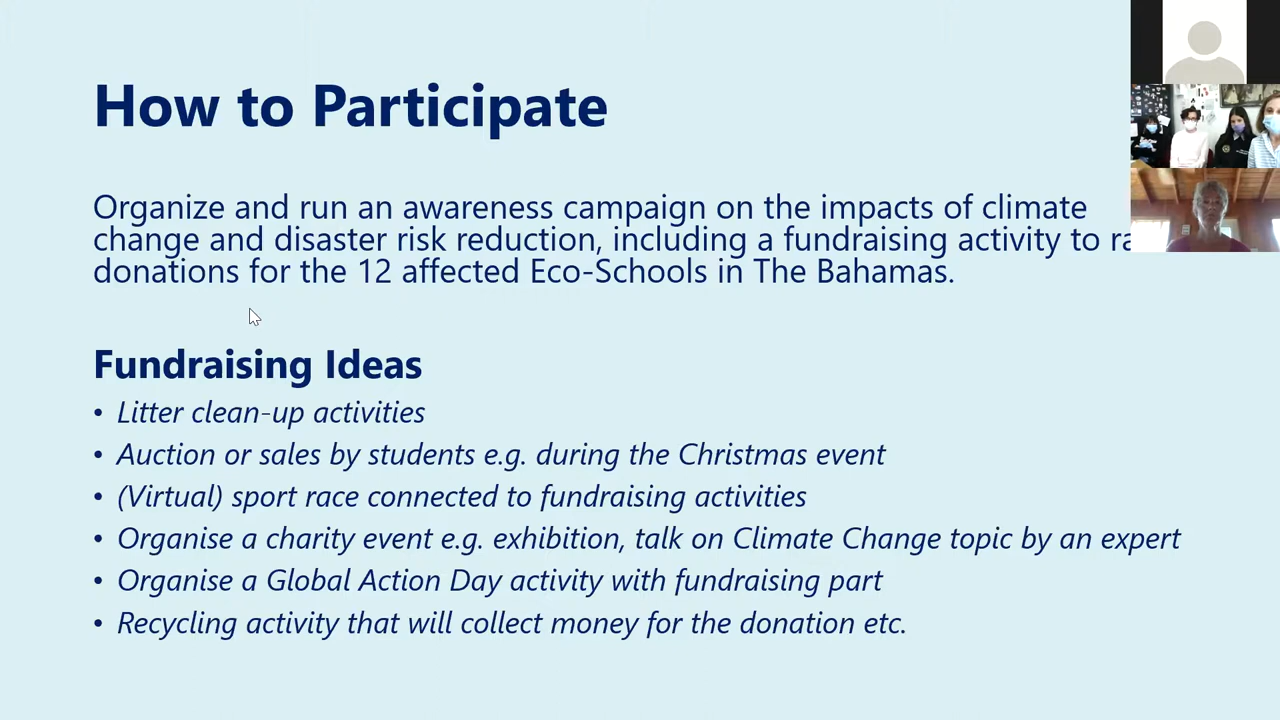 How to Participate
Organize and run an awareness campaign on the impacts of climate
change and disaster risk reduction, including a fundraising activity to
donations for the 12 affected Eco-Schools in The Bahamas.
Fundraising Ideas
• Litter clean-up activities
• Auction or sales by students e.g. during the Christmas event
• (Virtual) sport race connected to fundraising activities
• Organise a charity event e.g. exhibition, talk on Climate Change topic by an expert
• Organise a Global Action Day activity with fundraising part
• Recycling activity that will collect money for the donation etc.